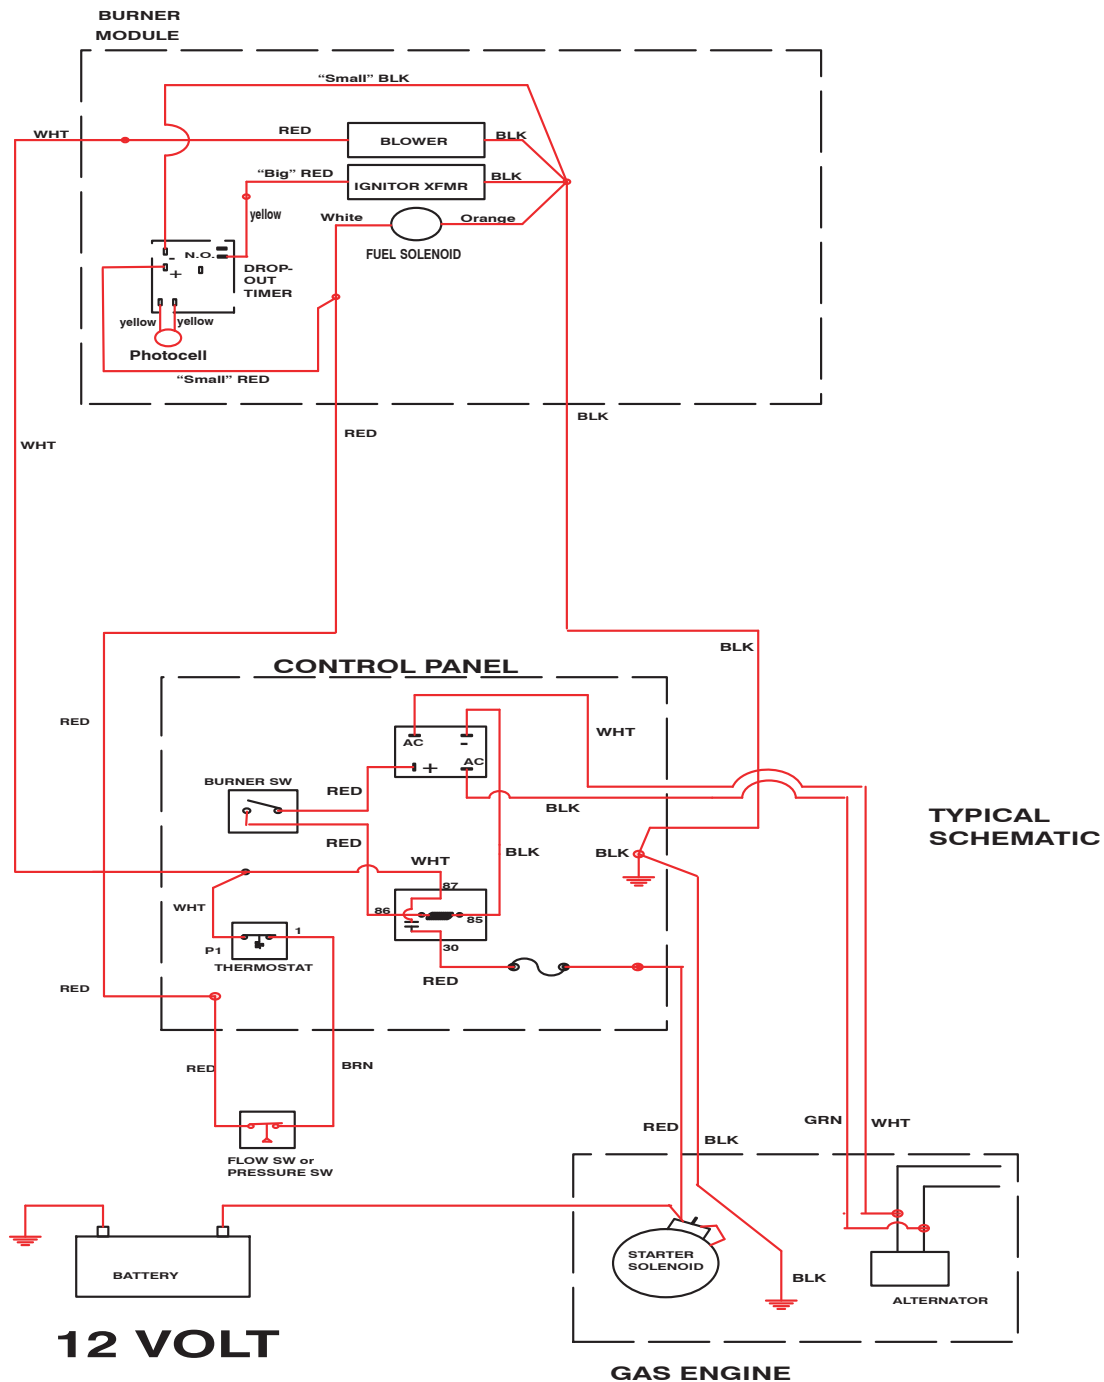 BURNER
MODULE
“Small” BLK
WHT
RED
BLOWER
BLK
“Big” RED
IGNITOR XFMR
BLK
yellow
White
Orange
FUEL SOLENOID
N.O.
-
+
DROP-
OUT
TIMER
yellow
yellow
Photocell
“Small” RED
BLK
RED
WHT
BLK
CONTROL PANEL
RED
WHT
AC
-
AC
+
BURNER SW
RED
BLK
TYPICAL
SCHEMATIC
RED
BLK
BLK
WHT
87
WHT
86
85
1
P1
30
THERMOSTAT
RED
RED
RED
BRN
GRN
WHT
RED
BLK
FLOW SW or
PRESSURE SW
STARTER
SOLENOID
BATTERY
BLK
ALTERNATOR
12 VOLT
GAS ENGINE